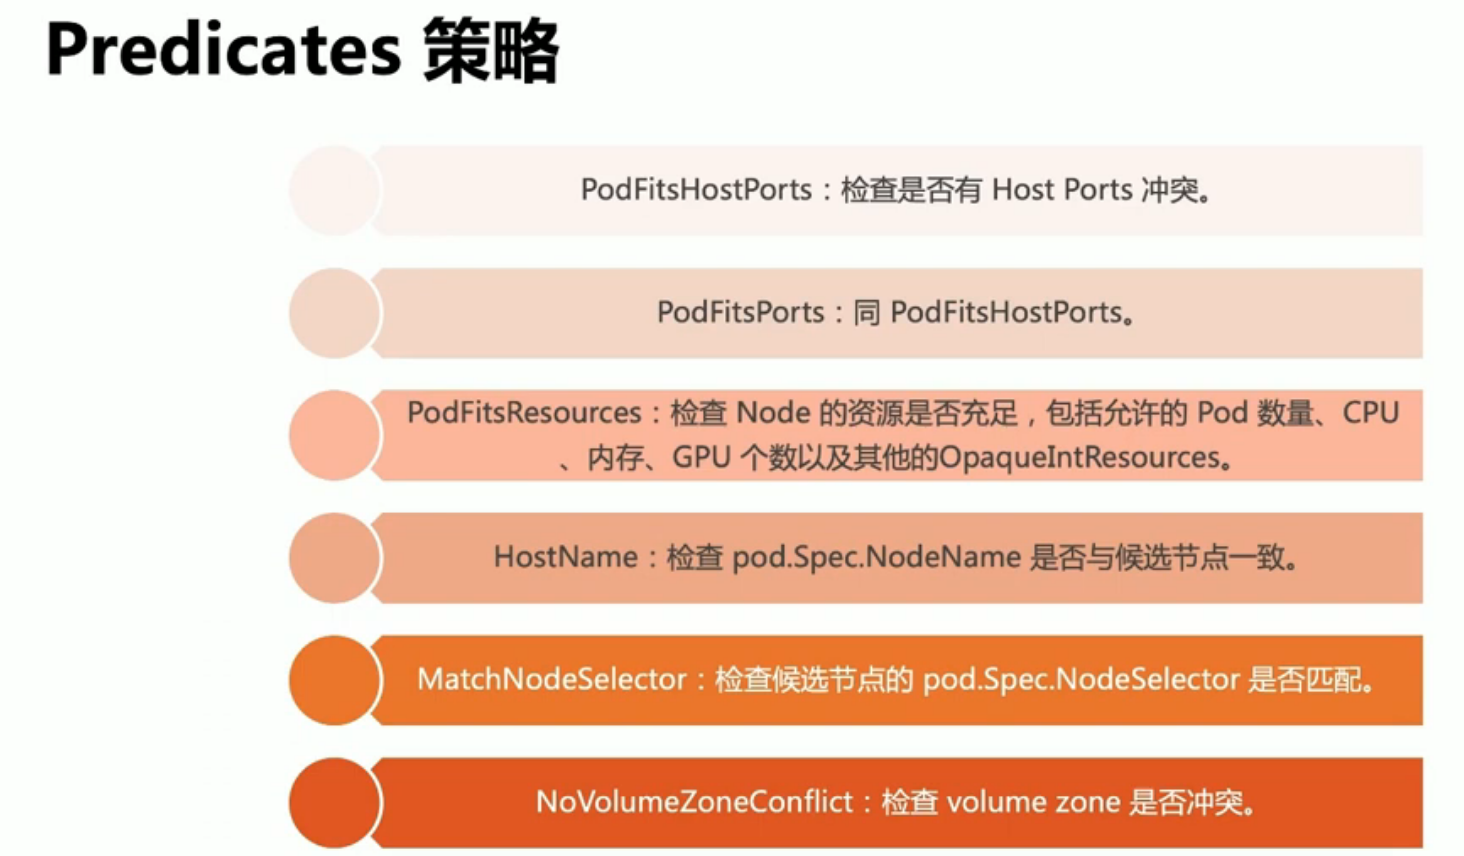 Predicates 策略
PodFitsHostPorts：检查是否有 Host Ports 冲突。
PodFitsPorts：同 PodFitsHostPorts。
PodFitsResources：检查 Node 的资源是否充足，包括允许的 Pod 数量、CPU
、内存、GPU 个数以及其他的OpaqueIntResources。
HostName：检查 pod.Spec.NodeName 是否与候选节点一致。
MatchNodeSelector：检查候选节点的 pod.Spec.NodeSelector 是否匹配。
NoVolumeZoneConflict：检查 volume zone 是否冲突。